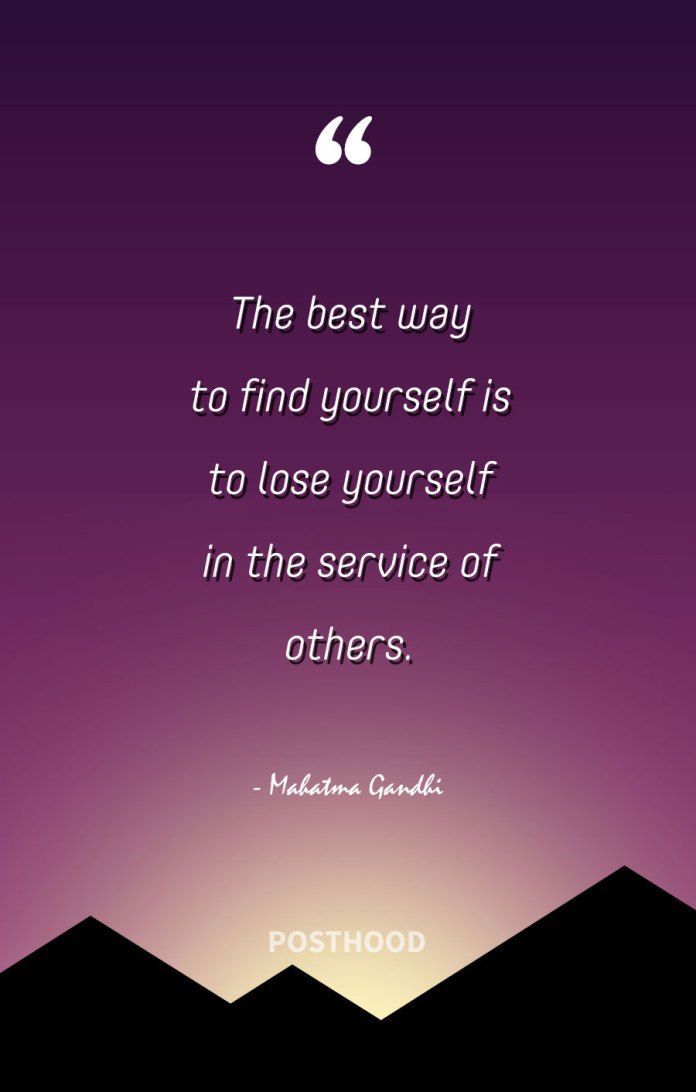 “
The best way
to find yourself is
to lose yourself
in the service of
others.
- Mahatma Gandhi
POSTHOOD